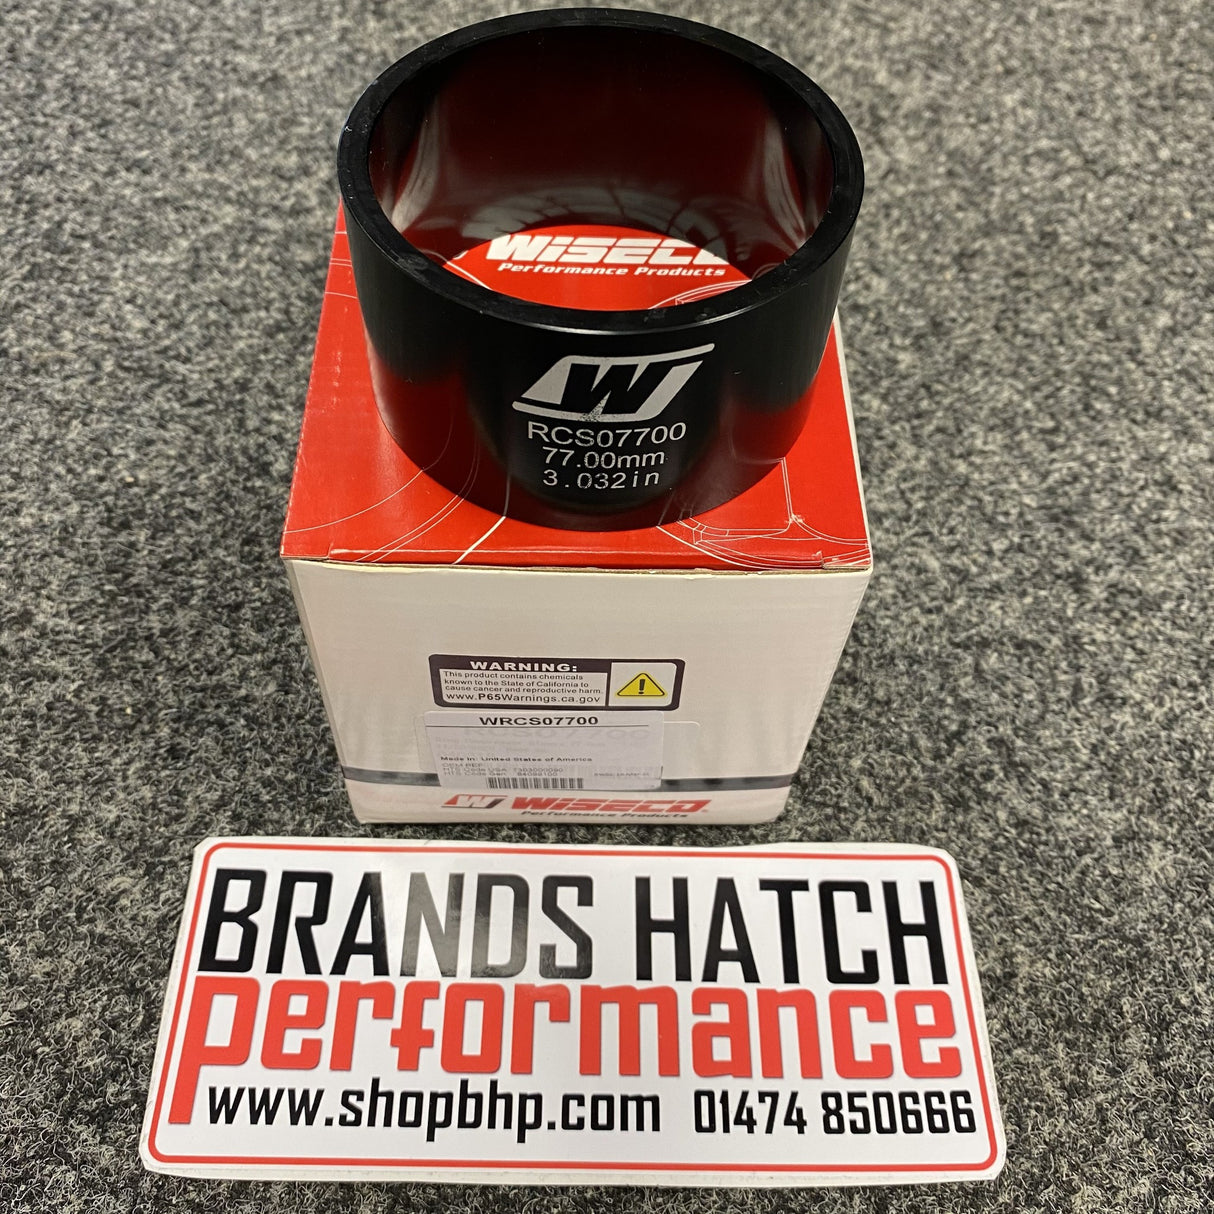 WISECO
Performance Products
W
RCS07700
77.00mm
3.032in
WARNING:
This product contains chemicals
known to the State of California to
cause cancer and reproductive harm.
www.P65Warnings.ca.gov
WRCS07700
Made in: United States of America
W WISECO
Performance Products
BRANDS HATCH
performance
www.shopbhp.com 01474 850666